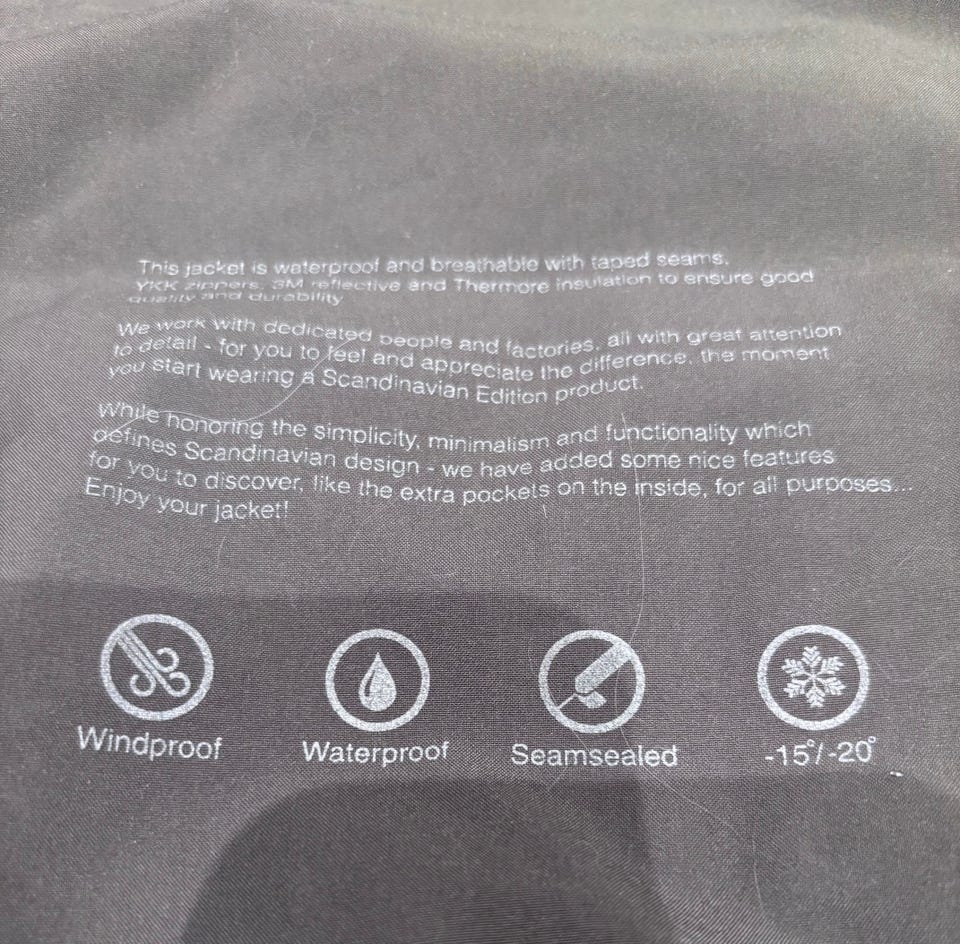 This jacket is waterproof and breathable with taped seams.
YKK zippers, 3M reflective and Thermore insulation to ensure good
quality and durability
We work with dedicated people and factories, all with great attention
to detail - for you to feel and appreciate the difference, the moment
you start wearing a Scandinavian Edition product.
While honoring the simplicity, minimalism and functionality which
defines Scandinavian design - we have added some nice features
for you to discover, like the extra pockets on the inside, for all purposes...
Enjoy your jacket!
Windproof
Waterproof
Seamsealed
-15°/-20°